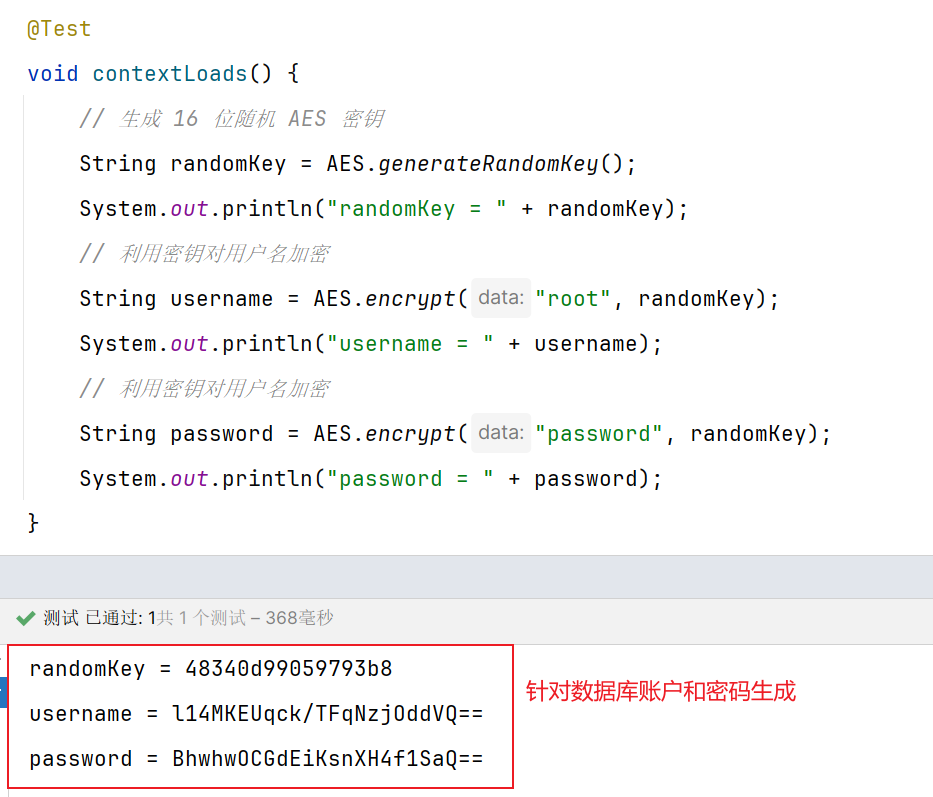 @Test
void contextLoads() {
// 生成 16 位随机 AES 密钥
String randomKey = AES.generateRandomKey();
System.out.println("randomKey = " + randomKey);
// 利用密钥对用户名加密
String username = AES.encrypt( data: "root", randomKey);
System.out.println("username = " + username);
// 利用密钥对用户名加密
String password = AES.encrypt( data: "password", randomKey);
System.out.println("password = " + password);
}
测试 已通过: 1共 1 个测试 – 368毫秒
randomKey = 48340d99059793b8
username = l14MKEUqck/TFqNzjOddVQ==
password = BhwhwOCGdEiKsnXH4f1SaQ==
针对数据库账户和密码生成